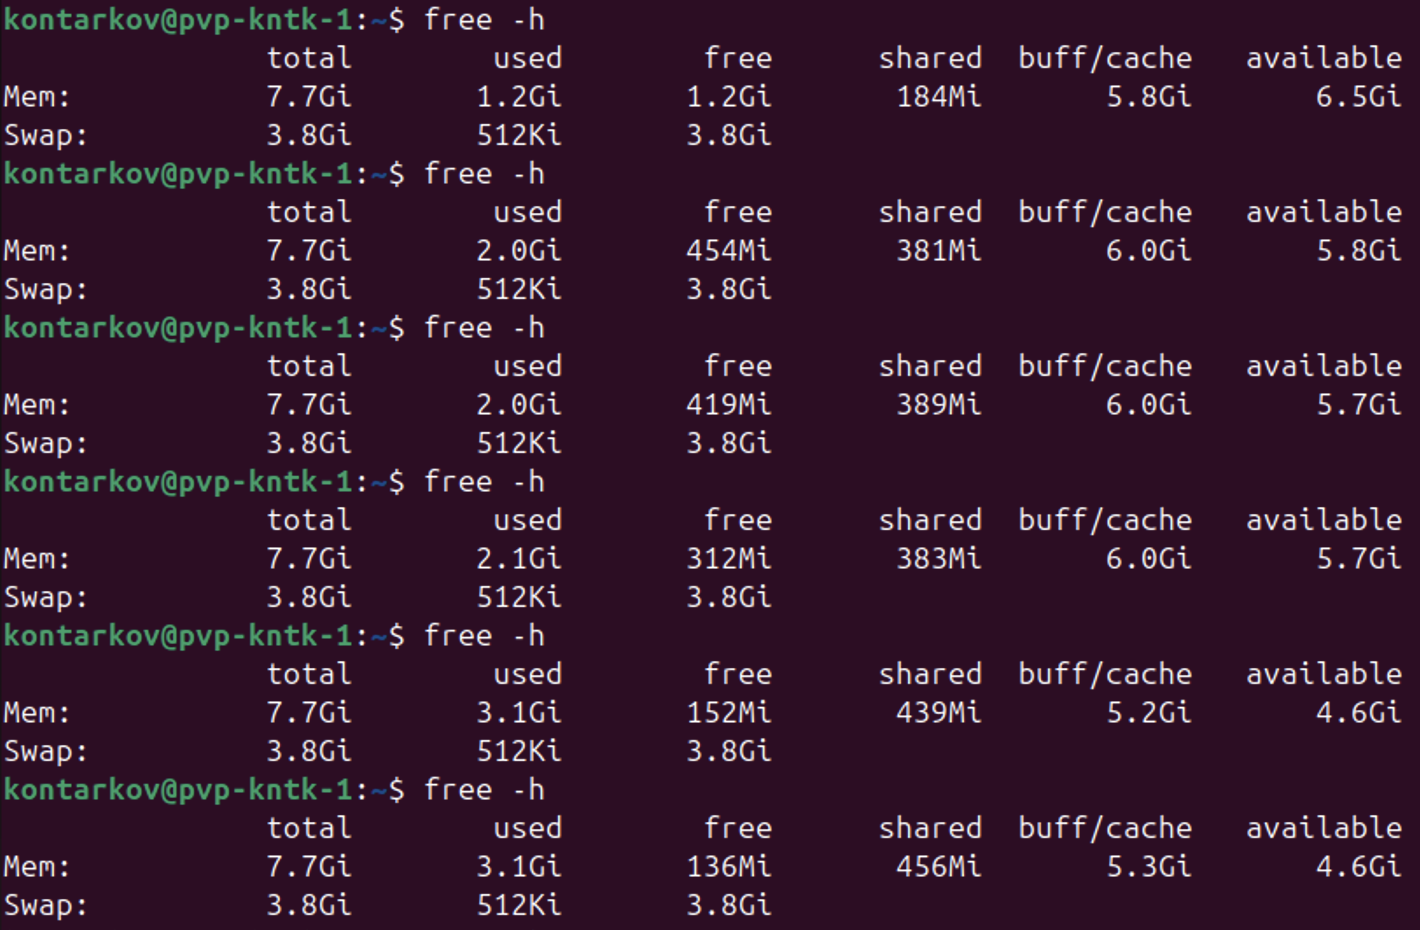 kontarkov@pvp-kntk-1:~$ free -h
total used free shared buff/cache available
Mem: 7.7Gi 1.2Gi 1.2Gi 184Mi 5.8Gi 6.5Gi
Swap: 3.8Gi 512Ki 3.8Gi
kontarkov@pvp-kntk-1:~$ free -h
total used free shared buff/cache available
Mem: 7.7Gi 2.0Gi 454Mi 381Mi 6.0Gi 5.8Gi
Swap: 3.8Gi 512Ki 3.8Gi
kontarkov@pvp-kntk-1:~$ free -h
total used free shared buff/cache available
Mem: 7.7Gi 2.0Gi 419Mi 389Mi 6.0Gi 5.7Gi
Swap: 3.8Gi 512Ki 3.8Gi
kontarkov@pvp-kntk-1:~$ free -h
total used free shared buff/cache available
Mem: 7.7Gi 2.1Gi 312Mi 383Mi 6.0Gi 5.7Gi
Swap: 3.8Gi 512Ki 3.8Gi
kontarkov@pvp-kntk-1:~$ free -h
total used free shared buff/cache available
Mem: 7.7Gi 3.1Gi 152Mi 439Mi 5.2Gi 4.6Gi
Swap: 3.8Gi 512Ki 3.8Gi
kontarkov@pvp-kntk-1:~$ free -h
total used free shared buff/cache available
Mem: 7.7Gi 3.1Gi 136Mi 456Mi 5.3Gi 4.6Gi
Swap: 3.8Gi 512Ki 3.8Gi